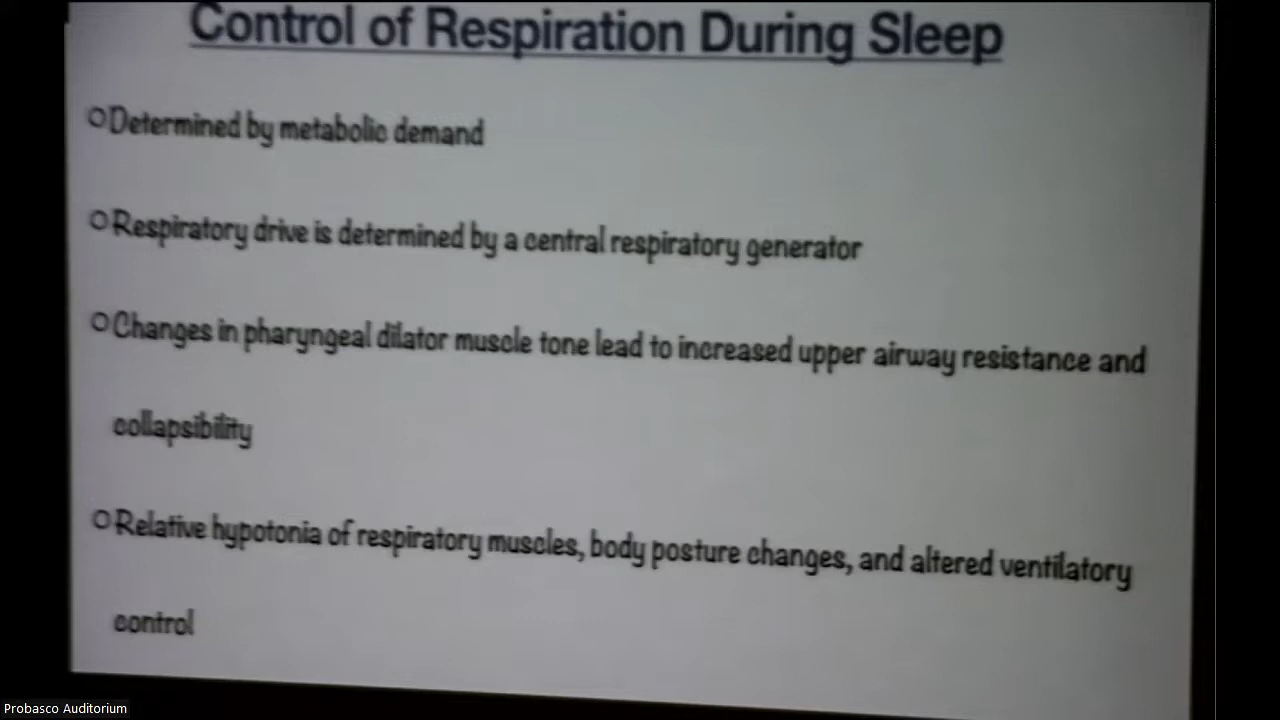 Control of Respiration During Sleep
Determined by metabolic demand
Respiratory drive is determined by a central respiratory generator
Changes in pharyngeal dilator muscle tone lead to increased upper airway resistance and
collapsibility
Relative hypotonia of respiratory muscles, body posture changes, and altered ventilatory
control
Probasco Auditorium